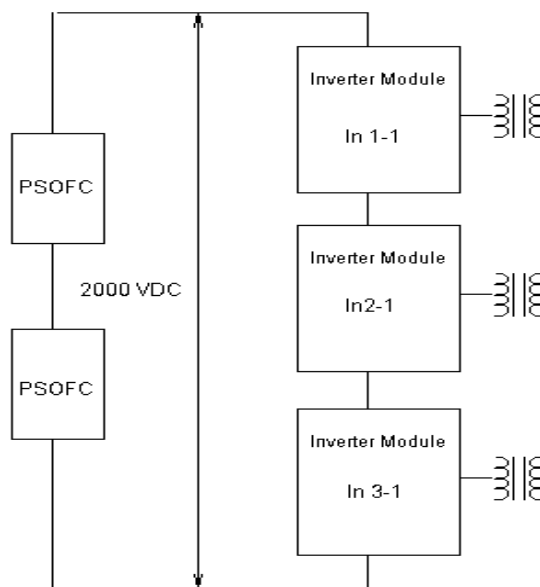 Inverter Module
In 1-1
PSOFC
Inverter Module
2000 VDC
In2-1
PSOFC
Inverter Module
In 3-1